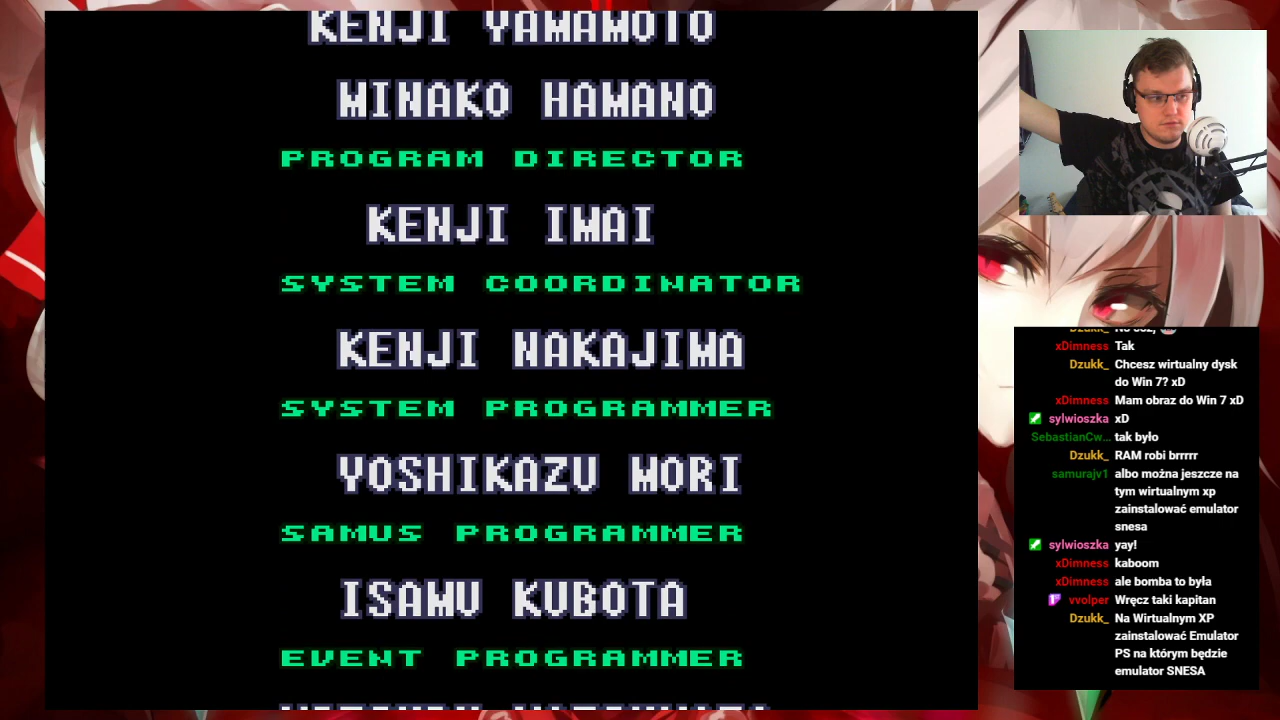 KENJI YAMAMOTO
MINAKO HAMANO
PROGRAM DIRECTOR
KENJI IWAI
SYSTEM COORDINATOR
KENJI NAKAJIMA
SYSTEM PROGRAMMER
YOSHIKAZU MORI
SAMUS PROGRAMMER
ISAMU KUBOTA
EVENT PROGRAMMER
Dzukk_
xDimness Tak
Dzukk_ Chcesz wirtualny dysk
do Win 7? xD
xDimness Mam obraz do Win 7 xD
sylwioszka xD
SebastianCw... tak było
Dzukk_ RAM robi brrrrr
samurajv1 albo można jeszcze na
tym wirtualnym xp
zainstalować emulator
snesa
sylwioszka yay!
xDimness kaboom
xDimness ale bomba to była
vvolper Wręcz taki kapitan
Dzukk_ Na Wirtualnym XP
zainstalować Emulator
PS na którym będzie
emulator SNESA